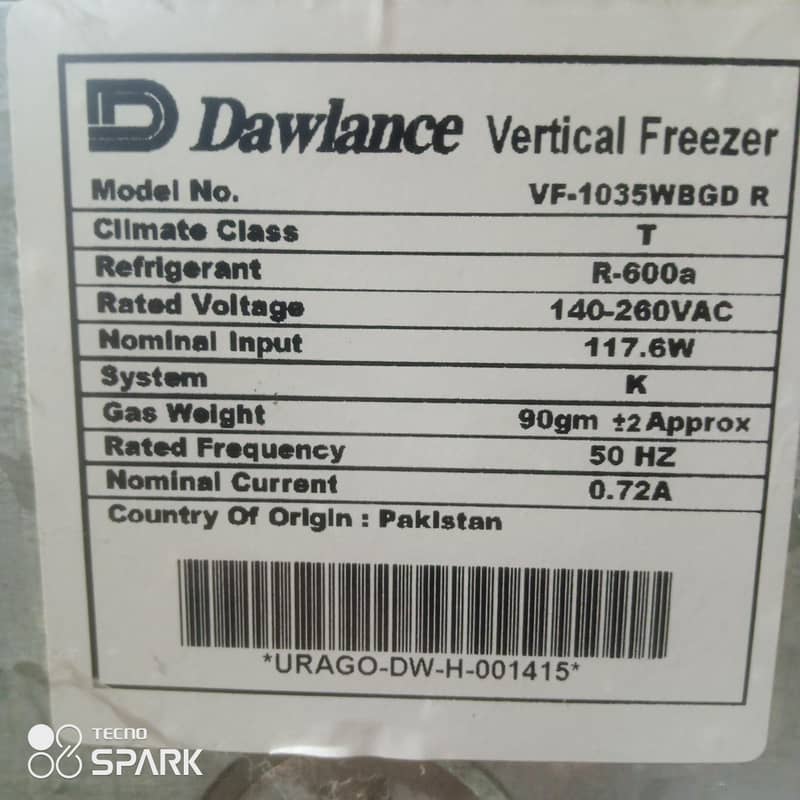 D Dawlance Vertical Freezer
Model No. VF-1035WBGD R
Climate Class T
Refrigerant R-600a
Rated Voltage 140-260VAC
Nominal Input 117.6W
System K
Gas Weight 90gm ±2 Approx
Rated Frequency 50 HZ
Nominal Current 0.72A
Country Of Origin : Pakistan
*URAGO-DW-H-001415*
TECNO
SPARK